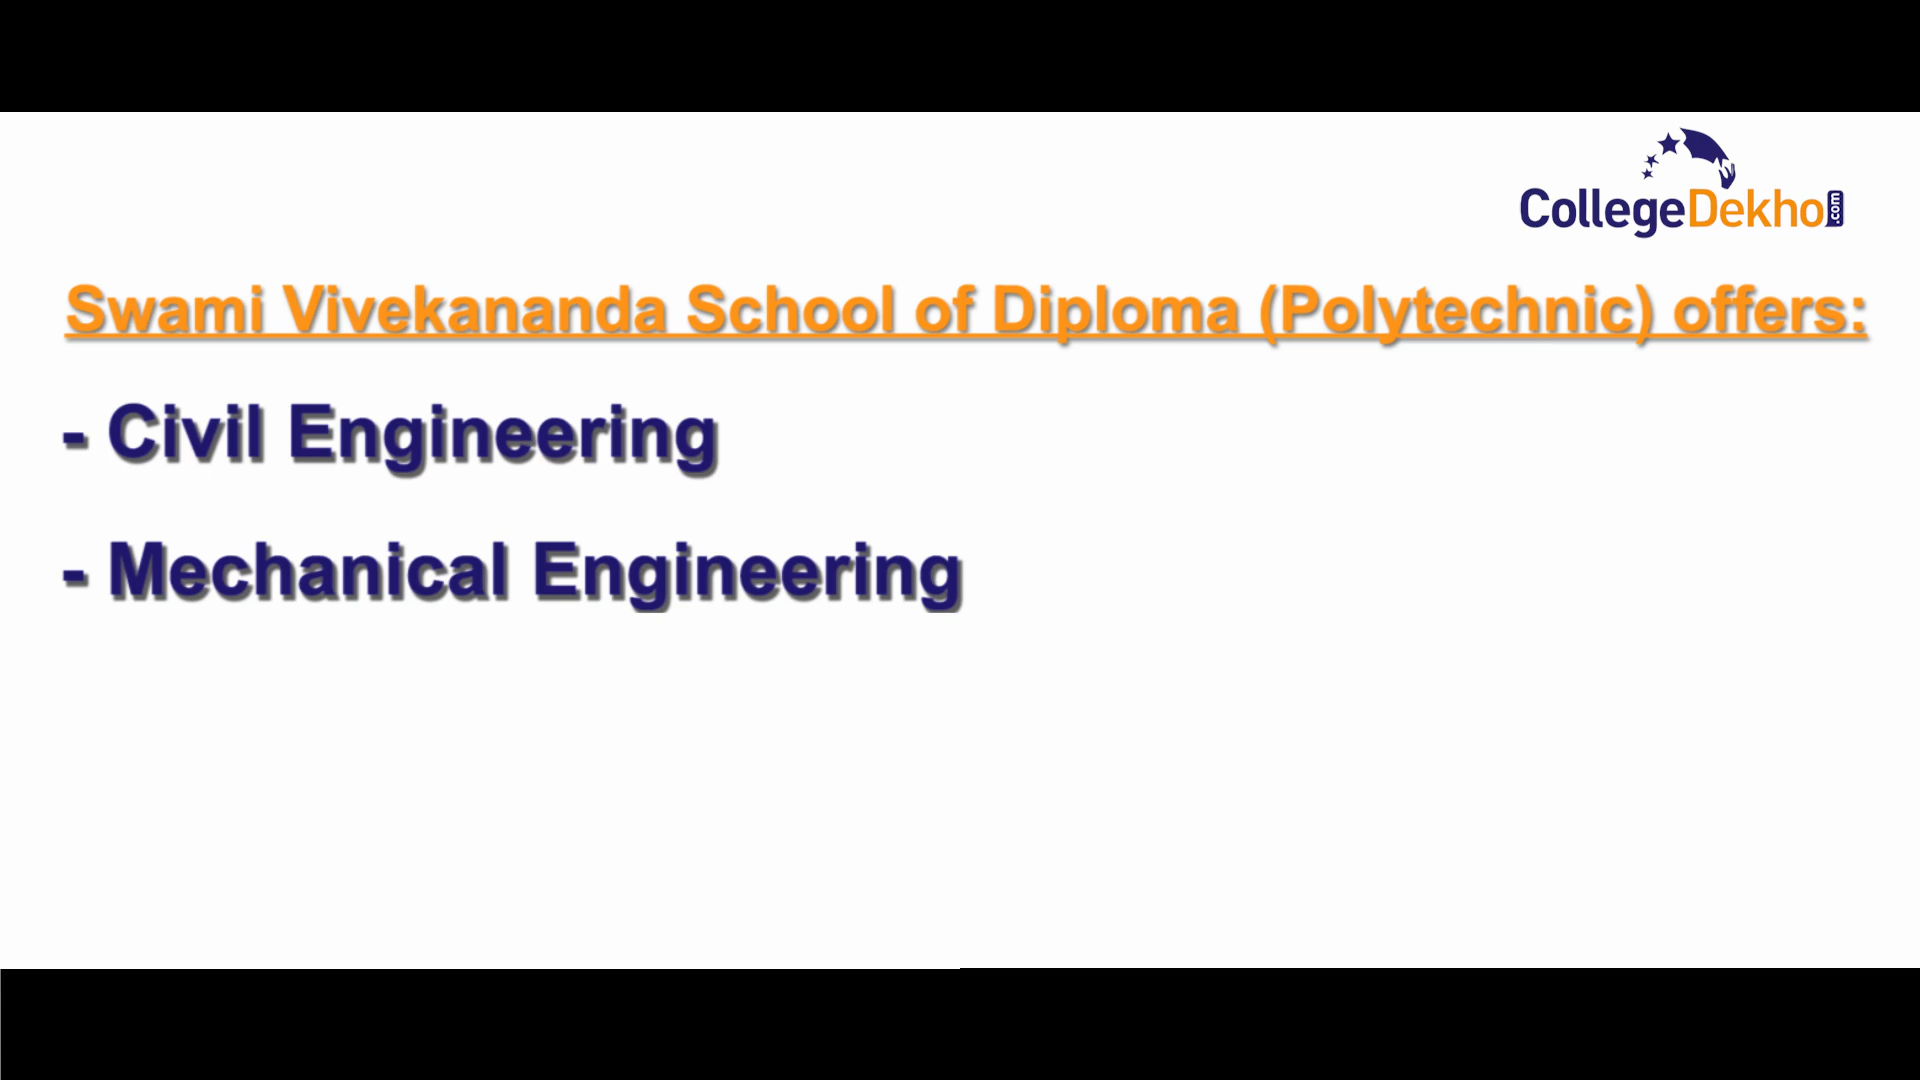 CollegeDekho.com
Swami Vivekananda School of Diploma (Polytechnic) offers:
- Civil Engineering
- Mechanical Engineering